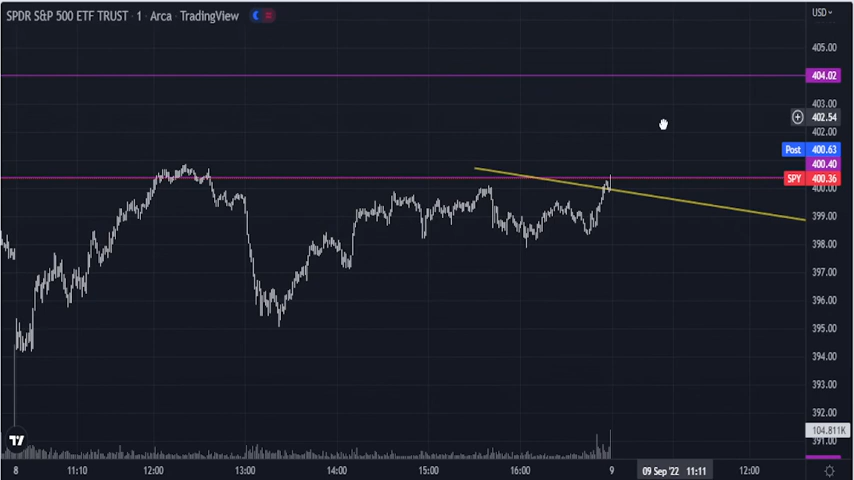 SPDR S&P 500 ETF TRUST · 1 · Arca · TradingView
USD
405.00
404.02
403.00
402.54
402.00
Post 400.63
400.40
SPY 400.36
400.00
399.00
398.00
397.00
396.00
395.00
394.00
393.00
392.00
104.811K
391.00
8 11:10 12:00 13:00 14:00 15:00 16:00 9 09 Sep '22 11:11 12:00